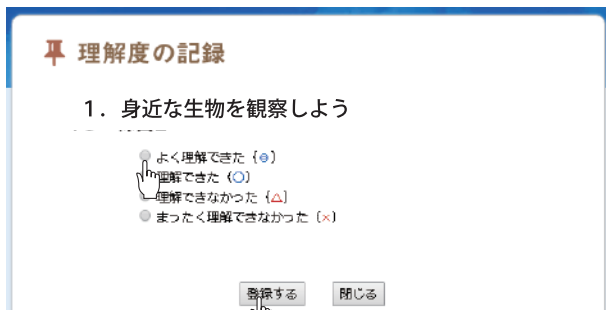 理解度の記録
1．身近な生物を観察しよう
よく理解できた (◎)
理解できた (○)
理解できなかった (△)
まったく理解できなかった (×)
登録する 閉じる